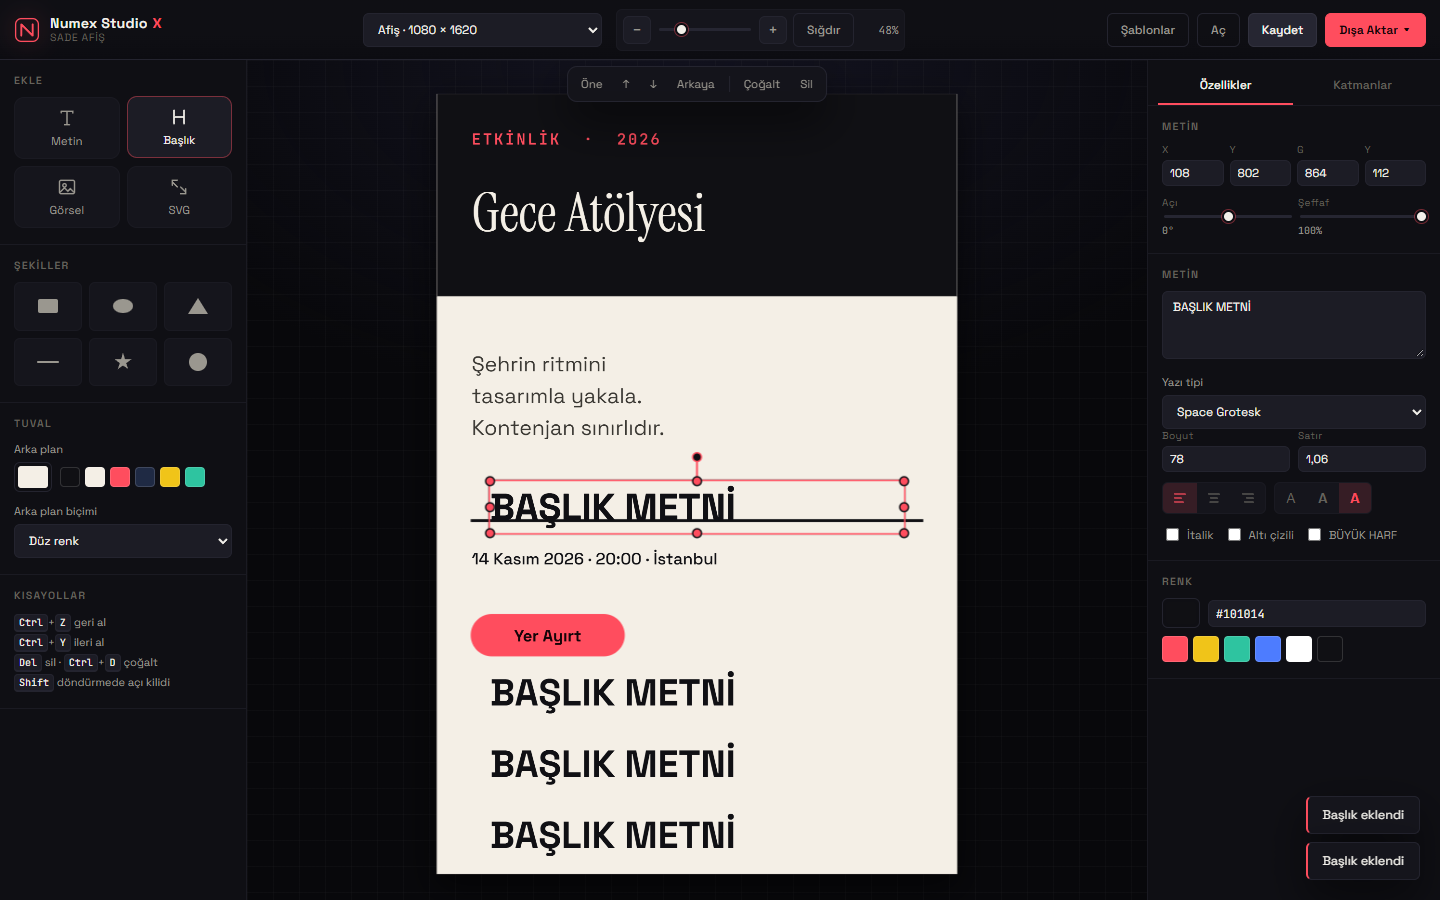 Numex Studio X
SADE AFİŞ
Afiş · 1080 × 1620
−
+
Sığdır
48%
Şablonlar
Aç
Kaydet
Dışa Aktar
EKLE
Metin
Başlık
Görsel
SVG
ŞEKİLLER
TUVAL
Arka plan
Arka plan biçimi
Düz renk
KISAYOLLAR
Ctrl + Z geri al
Ctrl + Y ileri al
Del sil · Ctrl + D çoğalt
Shift döndürmede açı kilidi
Öne ↑ ↓ Arkaya Çoğalt Sil
ETKİNLİK · 2026
Gece Atölyesi
Şehrin ritmini
tasarımla yakala.
Kontenjan sınırlıdır.
BAŞLIK METNİ
14 Kasım 2026 · 20:00 · İstanbul
Yer Ayırt
BAŞLIK METNİ
BAŞLIK METNİ
BAŞLIK METNİ
Özellikler
Katmanlar
METİN
X Y G Y
108 802 864 112
Açı Şeffaf
0° 100%
METİN
BAŞLIK METNİ
Yazı tipi
Space Grotesk
Boyut Satır
78 1,06
A A A
İtalik Altı çizili BÜYÜK HARF
RENK
#101014
Başlık eklendi
Başlık eklendi